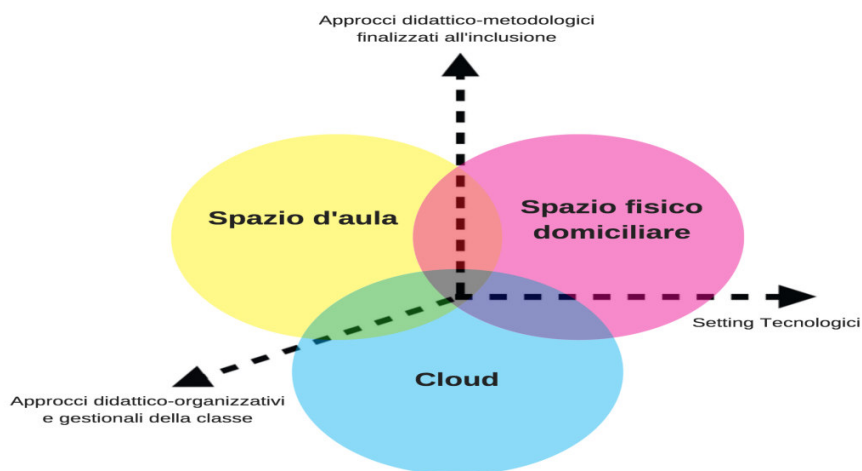 Approcci didattico-metodologici
finalizzati all'inclusione
Spazio d'aula
Spazio fisico
domiciliare
Setting Tecnologici
Cloud
Approcci didattico-organizzativi
e gestionali della classe